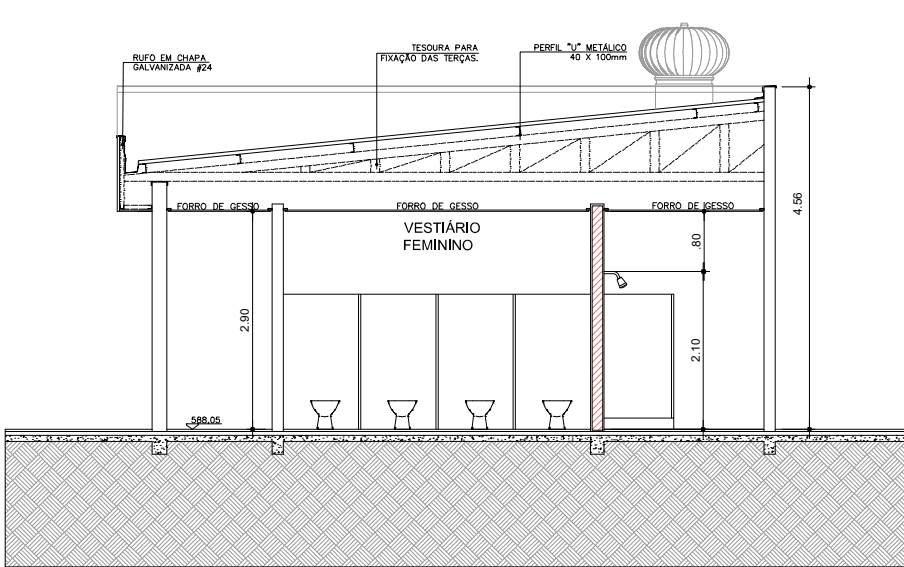 RUFO EM CHAPA
GALVANIZADA #24
TESOURA PARA
FIXAÇÃO DAS TERÇAS.
PERFIL "U" METÁLICO
40 X 100mm
FORRO DE GESSO
FORRO DE GESSO
FORRO DE GESSO
VESTIÁRIO
FEMININO
4.56
.80
2.90
2.10
588.05